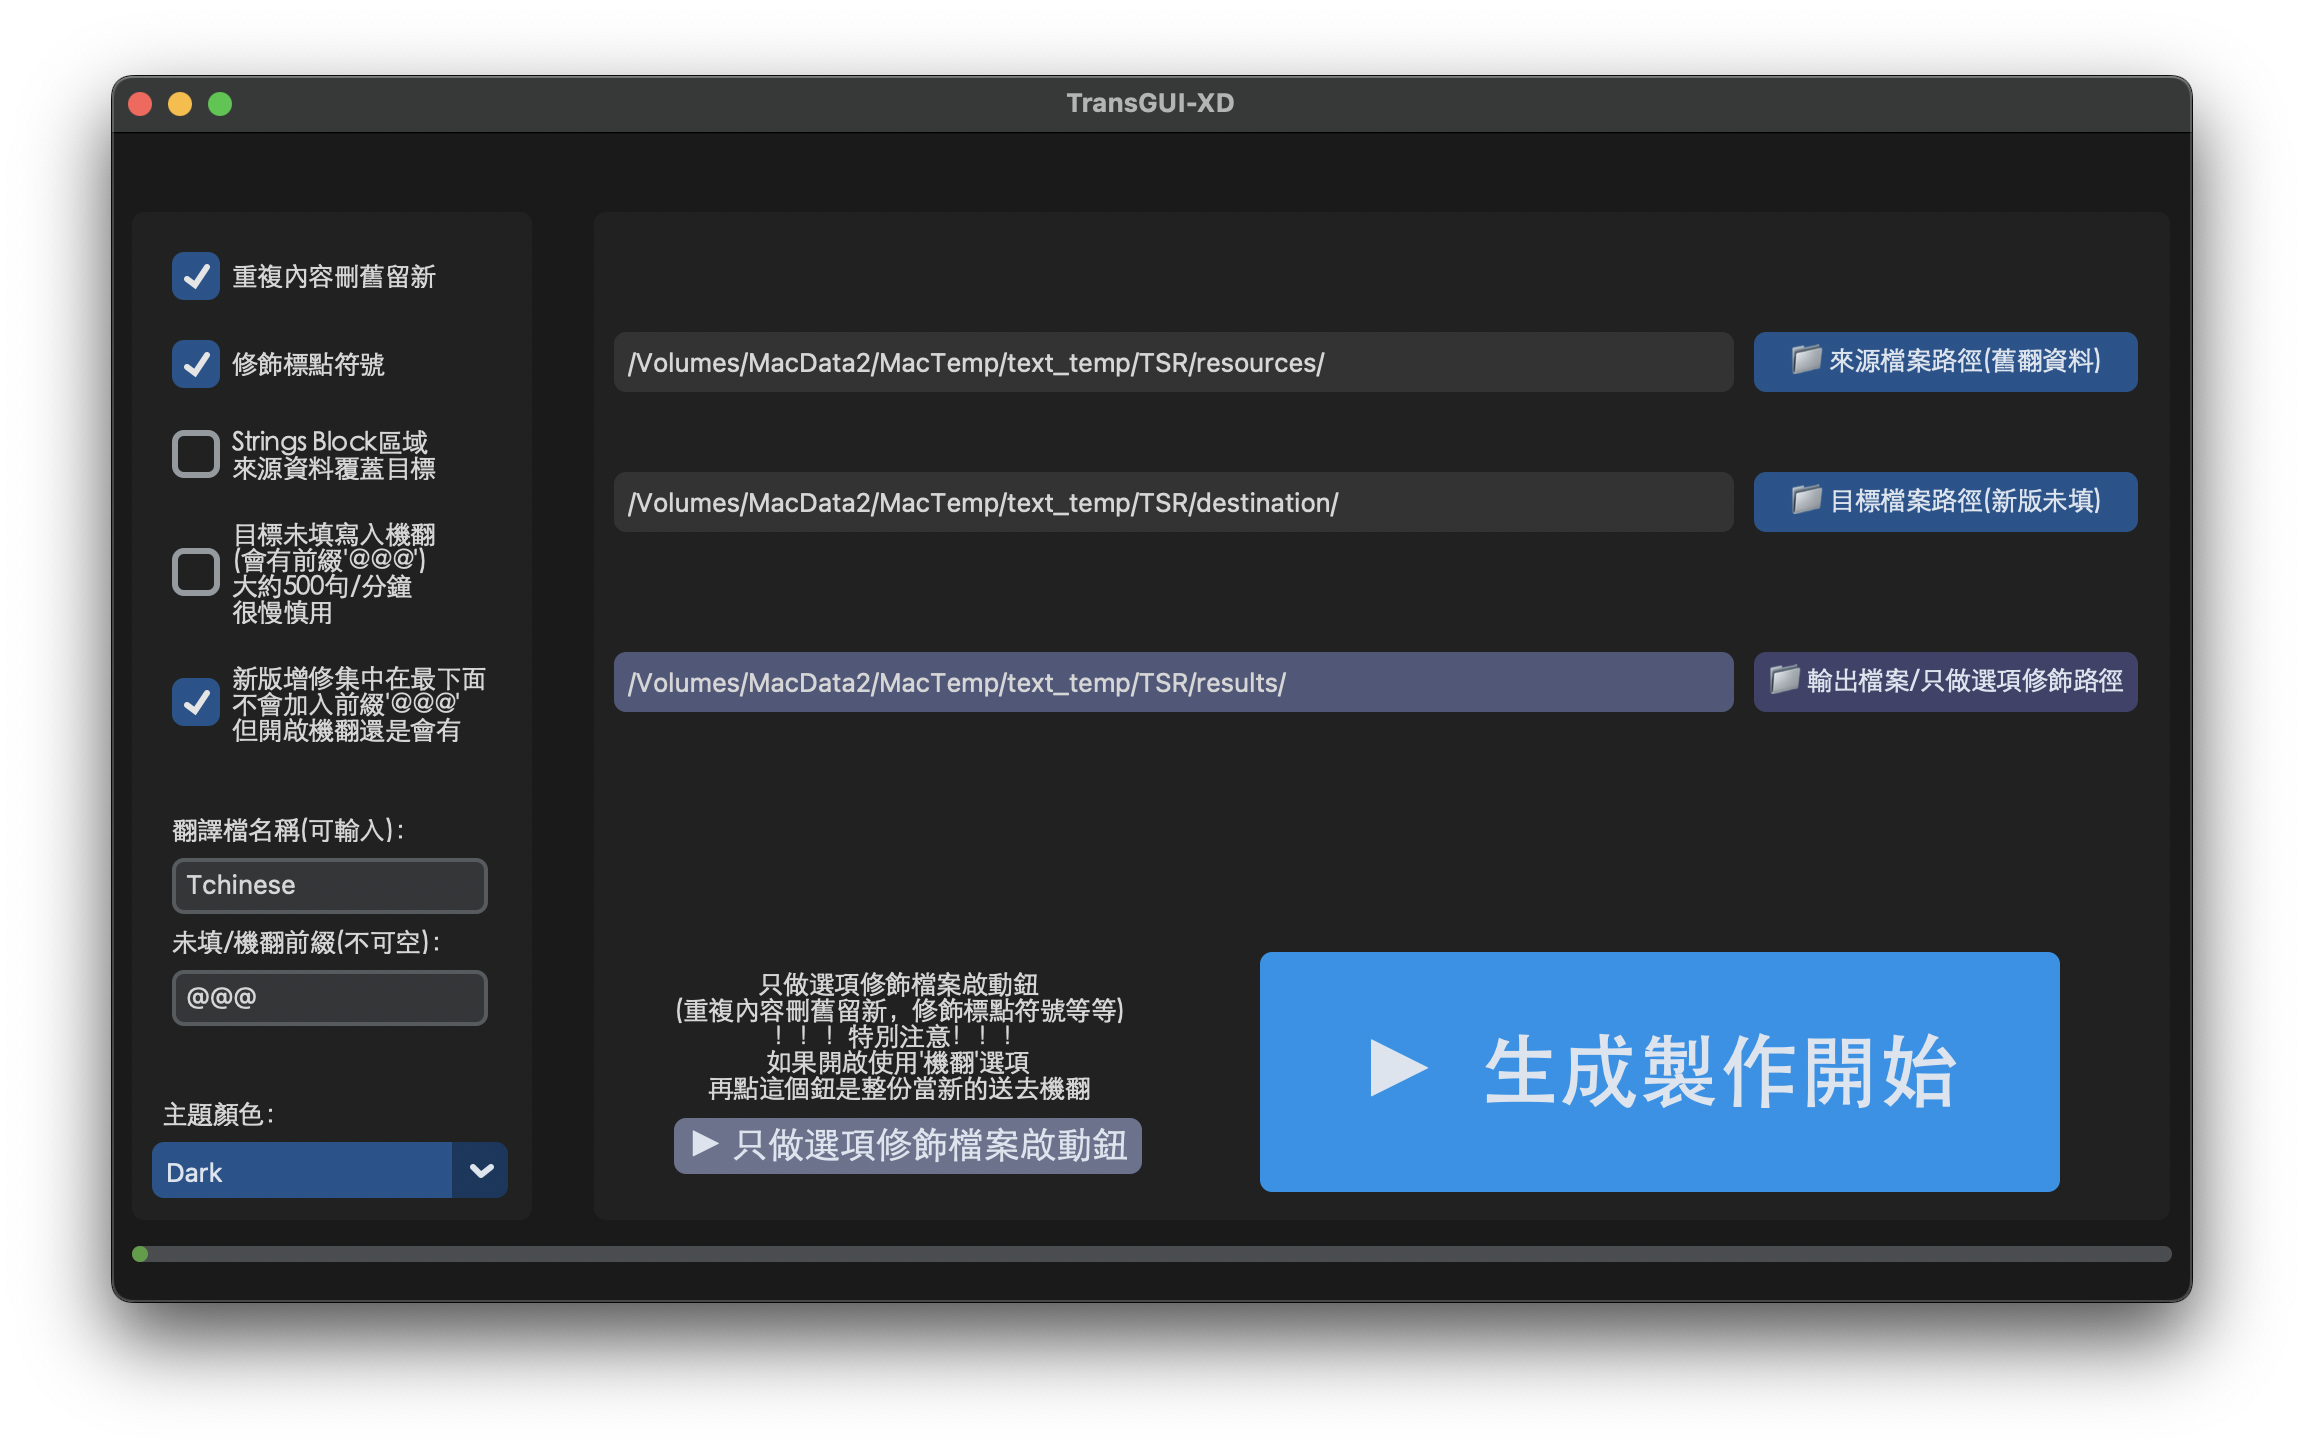 TransGUI-XD
重複內容刪舊留新
修飾標點符號
Strings Block區域
來源資料覆蓋目標
目標未填寫入機翻
(會有前綴'@@@')
大約500句/分鐘
很慢慎用
新版增修集中在最下面
不會加入前綴'@@@'
但開啟機翻還是會有
翻譯檔名稱(可輸入):
Tchinese
未填/機翻前綴(不可空):
@@@
主題顏色:
Dark
/Volumes/MacData2/MacTemp/text_temp/TSR/resources/
來源檔案路徑(舊翻資料)
/Volumes/MacData2/MacTemp/text_temp/TSR/destination/
目標檔案路徑(新版未填)
/Volumes/MacData2/MacTemp/text_temp/TSR/results/
輸出檔案/只做選項修飾路徑
只做選項修飾檔案啟動鈕
(重複內容刪舊留新，修飾標點符號等等)
！！！特別注意！！！
如果開啟使用'機翻'選項
再點這個鈕是整份當新的送去機翻
▶ 只做選項修飾檔案啟動鈕
▶ 生成製作開始